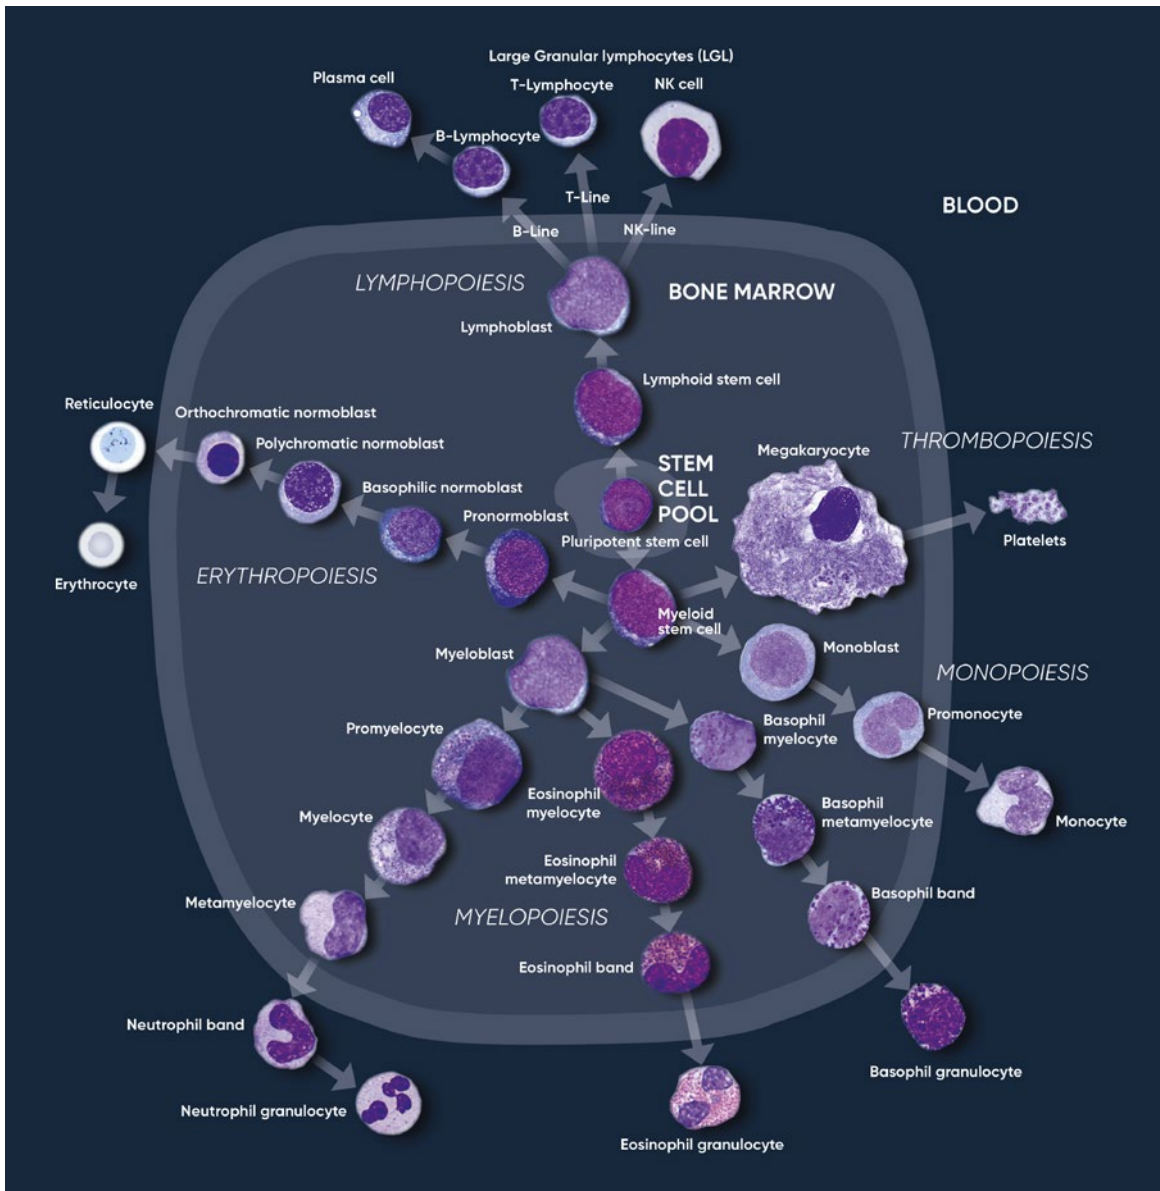 Large Granular lymphocytes (LGL)
Plasma cell
T-Lymphocyte
NK cell
B-Lymphocyte
T-Line
BLOOD
B-Line
NK-line
LYMPHOPOIESIS
BONE MARROW
Lymphoblast
Lymphoid stem cell
Reticulocyte
Orthochromatic normoblast
Polychromatic normoblast
THROMBOPOIESIS
Megakaryocyte
STEM
CELL
POOL
Basophilic normoblast
Pronormoblast
Pluripotent stem cell
Platelets
Erythrocyte
ERYTHROPOIESIS
Myeloid
stem cell
Myeloblast
Monoblast
MONOPOIESIS
Promyelocyte
Basophil
myelocyte
Promonocyte
Eosinophil
myelocyte
Myelocyte
Basophil
metamyelocyte
Monocyte
Eosinophil
metamyelocyte
Metamyelocyte
Basophil band
MYELOPOIESIS
Eosinophil band
Neutrophil band
Basophil granulocyte
Neutrophil granulocyte
Eosinophil granulocyte